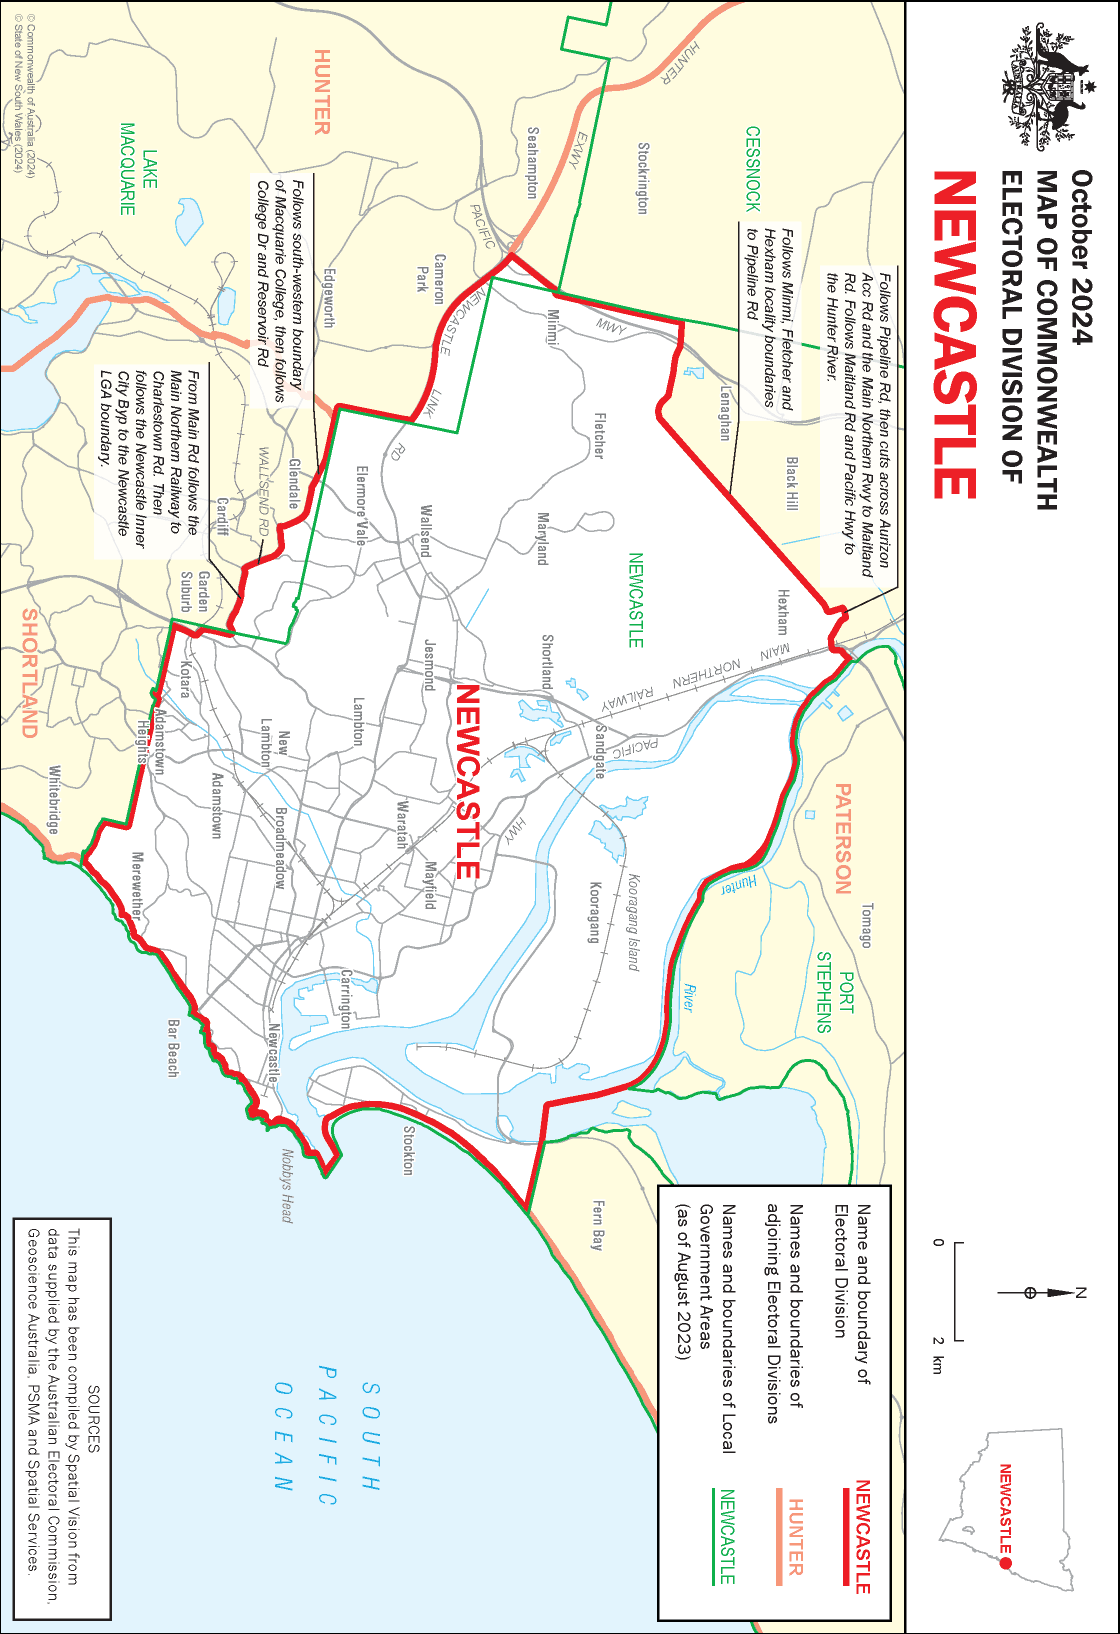 October 2024
MAP OF COMMONWEALTH
ELECTORAL DIVISION OF
NEWCASTLE
N
0 2 km
NEWCASTLE
Follows Pipeline Rd, then cuts across Aurizon
Acc Rd and the Main Northern Rwy to Maitland
Rd. Follows Maitland Rd and Pacific Hwy to
the Hunter River.
Follows Minmi, Fletcher and
Hexham locality boundaries
to Pipeline Rd
CESSNOCK
HUNTER
EXWY
Stockrington
Seahampton
HUNTER
PACIFIC
MWY
Lenaghan
Black Hill
Hexham
MAIN
NORTHERN
RAILWAY
PATERSON
Tomago
PORT
STEPHENS
Hunter
River
Minmi
Fletcher
Maryland
NEWCASTLE
Shortland
Sandgate
PACIFIC
HWY
Kooragang
Kooragang Island
Cameron
Park
NEWCASTLE
LINK
RD
Edgeworth
Follows south-western boundary
of Macquarie College, then follows
College Dr and Reservoir Rd
LAKE
MACQUARIE
Elermore Vale
Wallsend
Jesmond
NEWCASTLE
Lambton
New
Lambton
Waratah
Mayfield
Broadmeadow
Adamstown
Carrington
Newcastle
Stockton
Fern Bay
Nobbys Head
Glendale
WALLSEND RD
Cardiff
From Main Rd follows the
Main Northern Railway to
Charlestown Rd. Then
follows the Newcastle Inner
City Byp to the Newcastle
LGA boundary.
Garden
Suburb
Kotara
Adamstown
Heights
SHORTLAND
Whitebridge
Merewether
Bar Beach
SOUTH
PACIFIC
OCEAN
Name and boundary of
Electoral Division
NEWCASTLE
Names and boundaries of
adjoining Electoral Divisions
HUNTER
Names and boundaries of Local
Government Areas
(as of August 2023)
NEWCASTLE
SOURCES
This map has been compiled by Spatial Vision from
data supplied by the Australian Electoral Commission,
Geoscience Australia, PSMA and Spatial Services.
© Commonwealth of Australia (2024)
© State of New South Wales (2024)